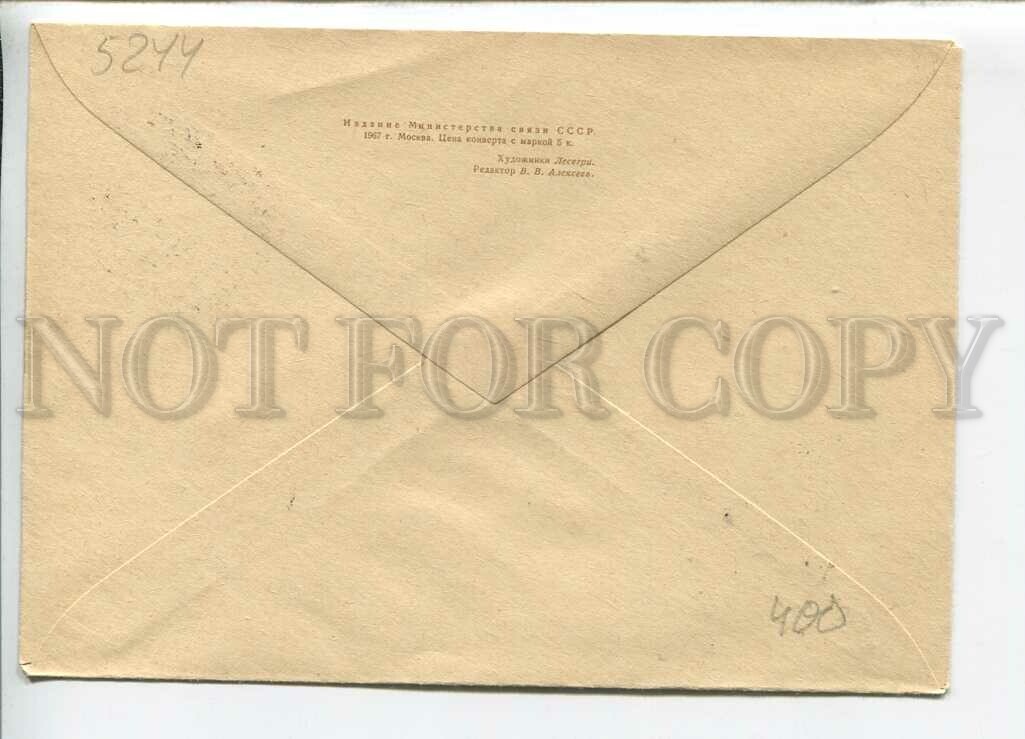 5244
Издание Министерства связи СССР.
1967 г. Москва. Цена конверта с маркой 5 к.
Художники Лесегри.
Редактор В. В. Алексеев.
NOT FOR COPY
400